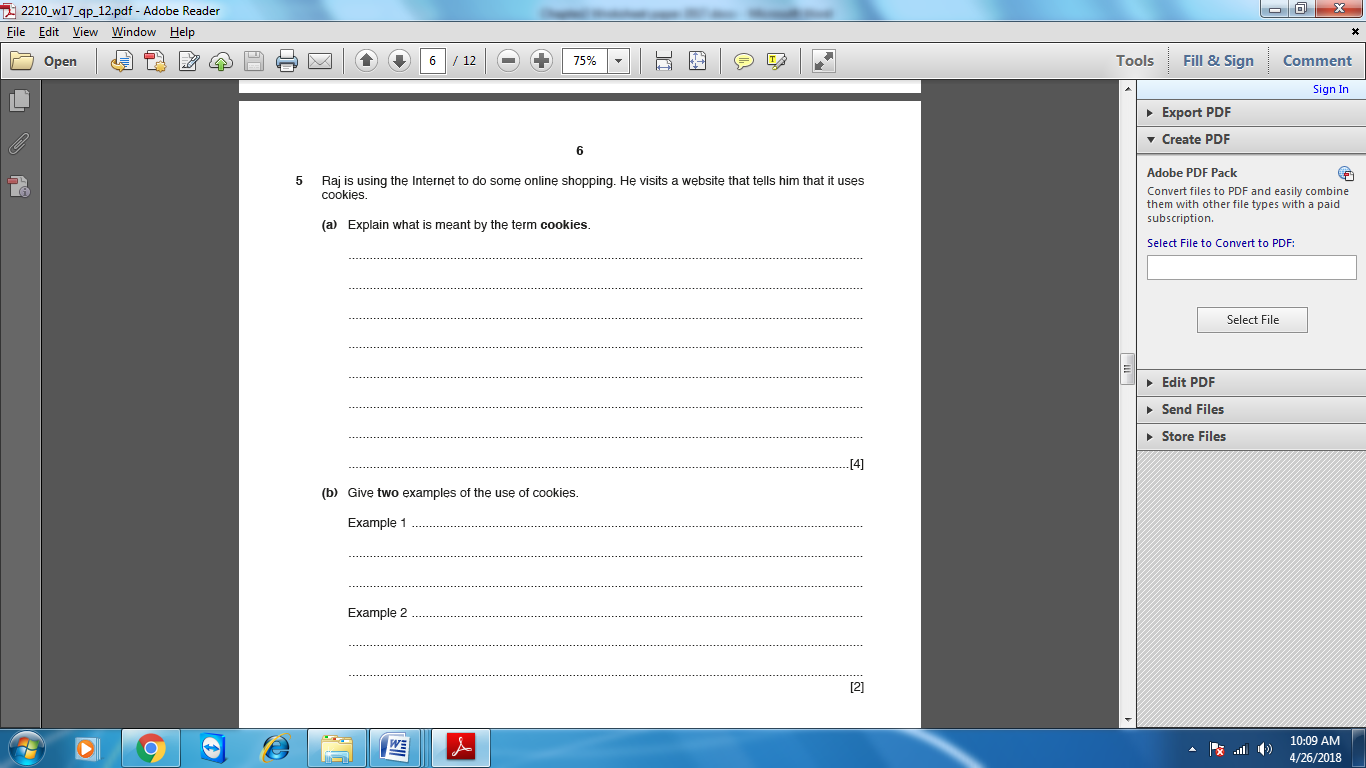 2210_w17_qp_12.pdf - Adobe Reader
File Edit View Window Help
Open 6 / 12 75% Tools Fill & Sign Comment
Sign In
Export PDF
Create PDF
Adobe PDF Pack
Convert files to PDF and easily combine
them with other file types with a paid
subscription.
Select File to Convert to PDF:
Select File
Edit PDF
Send Files
Store Files
6
5 Raj is using the Internet to do some online shopping. He visits a website that tells him that it uses
cookies.
(a) Explain what is meant by the term cookies.
[4]
(b) Give two examples of the use of cookies.
Example 1
Example 2
[2]
10:09 AM
4/26/2018